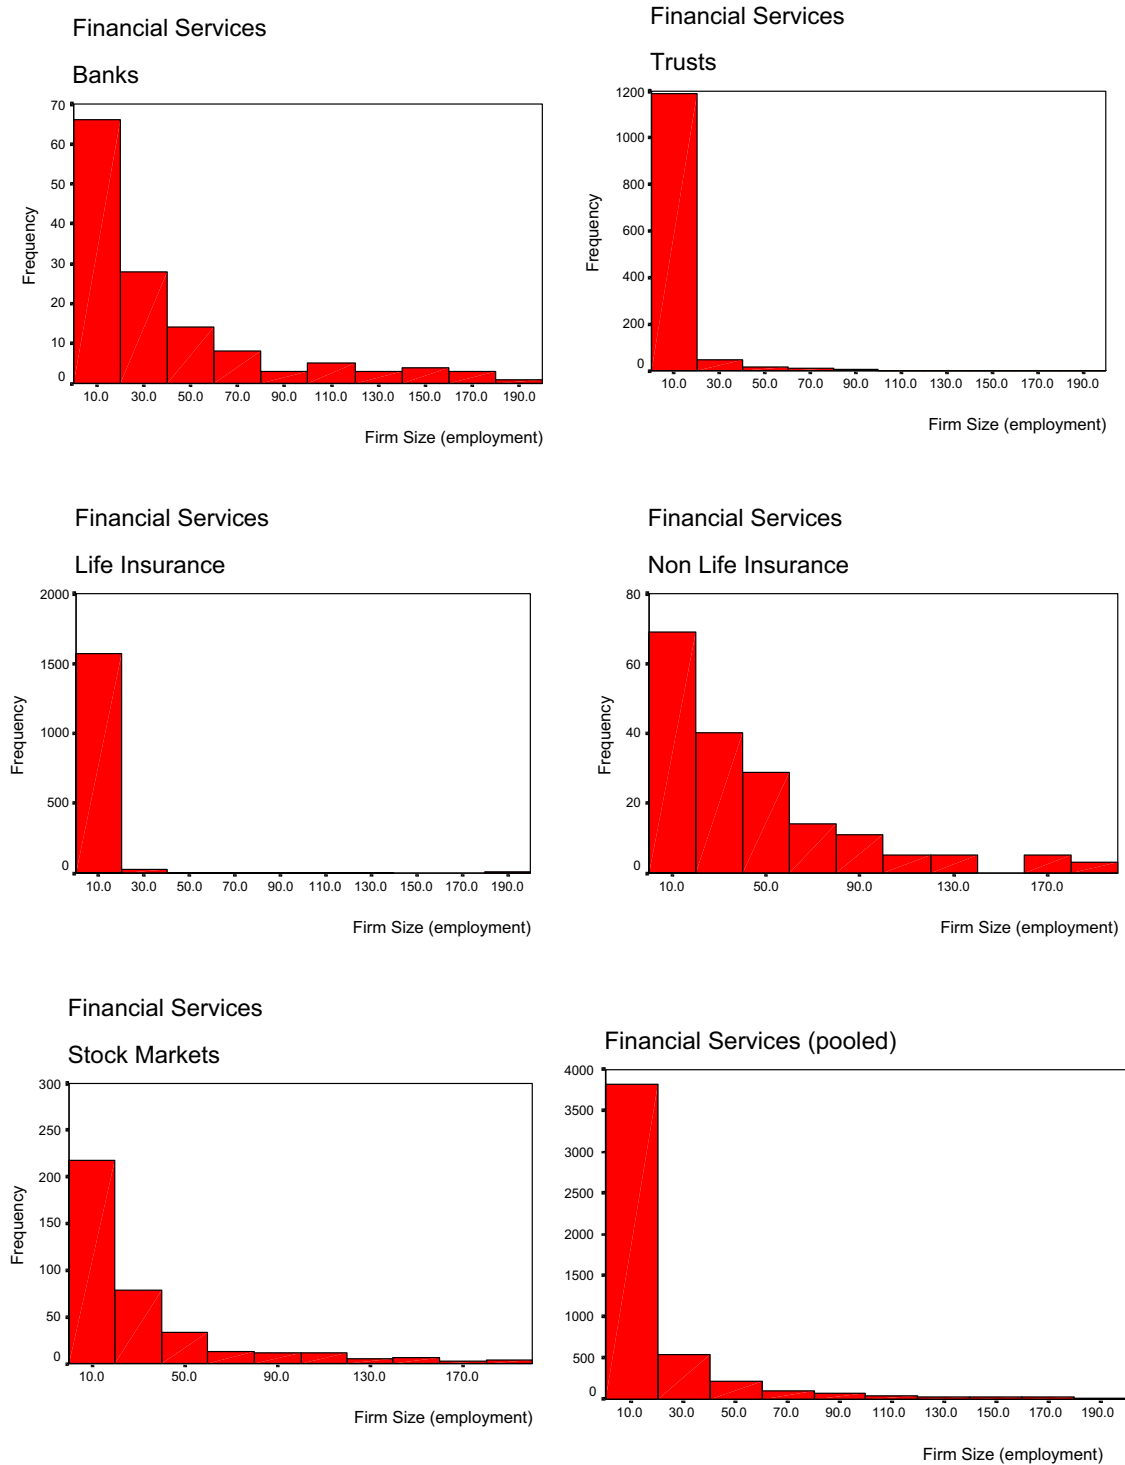 Financial Services
Banks
70
60
50
40
30
20
10
0
Frequency
10.0 30.0 50.0 70.0 90.0 110.0 130.0 150.0 170.0 190.0
Firm Size (employment)
Financial Services
Trusts
1200
1000
800
600
400
200
0
Frequency
10.0 30.0 50.0 70.0 90.0 110.0 130.0 150.0 170.0 190.0
Firm Size (employment)
Financial Services
Life Insurance
2000
1500
1000
500
0
Frequency
10.0 30.0 50.0 70.0 90.0 110.0 130.0 150.0 170.0 190.0
Firm Size (employment)
Financial Services
Non Life Insurance
80
60
40
20
0
Frequency
10.0 50.0 90.0 130.0 170.0
Firm Size (employment)
Financial Services
Stock Markets
300
250
200
150
100
50
0
Frequency
10.0 50.0 90.0 130.0 170.0
Firm Size (employment)
Financial Services (pooled)
4000
3500
3000
2500
2000
1500
1000
500
0
10.0 30.0 50.0 70.0 90.0 110.0 130.0 150.0 170.0 190.0
Firm Size (employment)